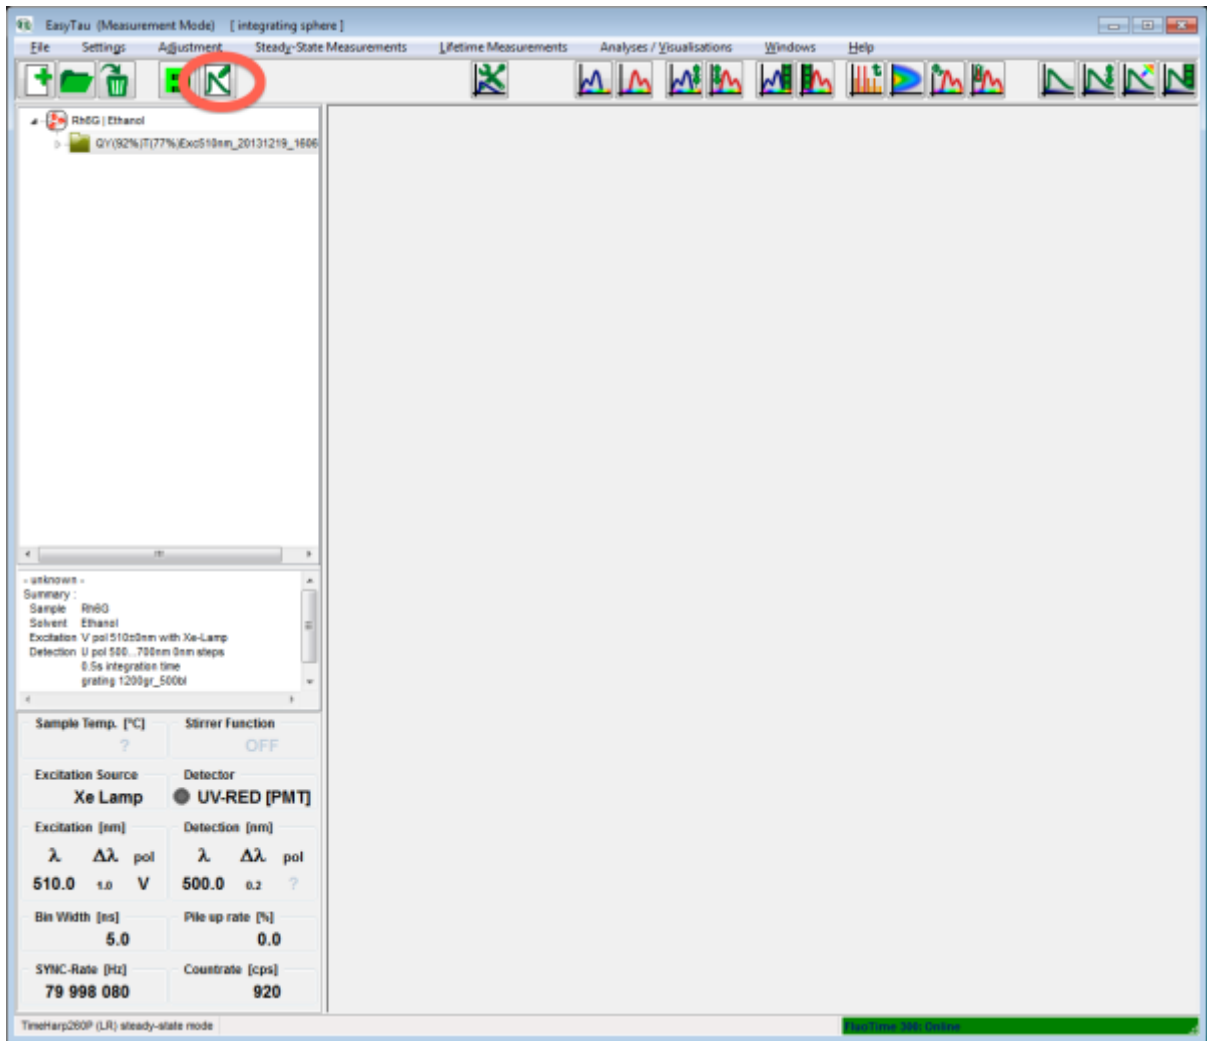 EasyTau (Measurement Mode) [ integrating sphere ]
File Settings Adjustment Steady-State Measurements Lifetime Measurements Analyses / Visualisations Windows Help
Rh6G | Ethanol
QY(92%)T(77%)Exc510nm_20131219_1606
- unknown -
Summary :
Sample Rh6G
Solvent Ethanol
Excitation V pol 510±0nm with Xe-Lamp
Detection U pol 500...700nm 0nm steps
0.5s integration time
grating 1200gr_500bl
Sample Temp. [°C] Stirrer Function
? OFF
Excitation Source Detector
Xe Lamp UV-RED [PMT]
Excitation [nm] Detection [nm]
λ Δλ pol λ Δλ pol
510.0 1.0 V 500.0 0.2 ?
Bin Width [ns] Pile up rate [%]
5.0 0.0
SYNC-Rate [Hz] Countrate [cps]
79 998 080 920
TimeHarp260P (LR) steady-state mode FluoTime 300: Online